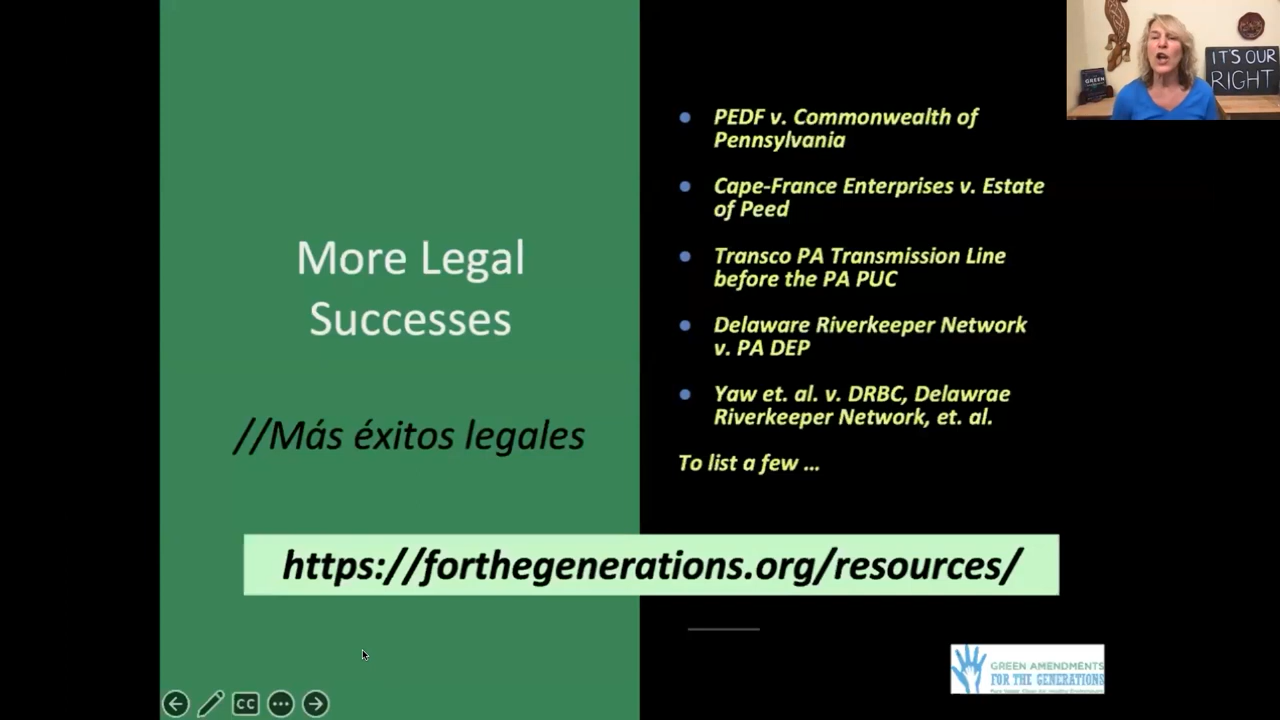 More Legal
Successes
//Más éxitos legales
PEDF v. Commonwealth of
Pennsylvania
Cape-France Enterprises v. Estate
of Peed
Transco PA Transmission Line
before the PA PUC
Delaware Riverkeeper Network
v. PA DEP
Yaw et. al. v. DRBC, Delawrae
Riverkeeper Network, et. al.
To list a few ...
https://forthegenerations.org/resources/
IT'S OUR
RIGHT
GREEN
GREEN AMENDMENTS
FOR THE GENERATIONS
CC